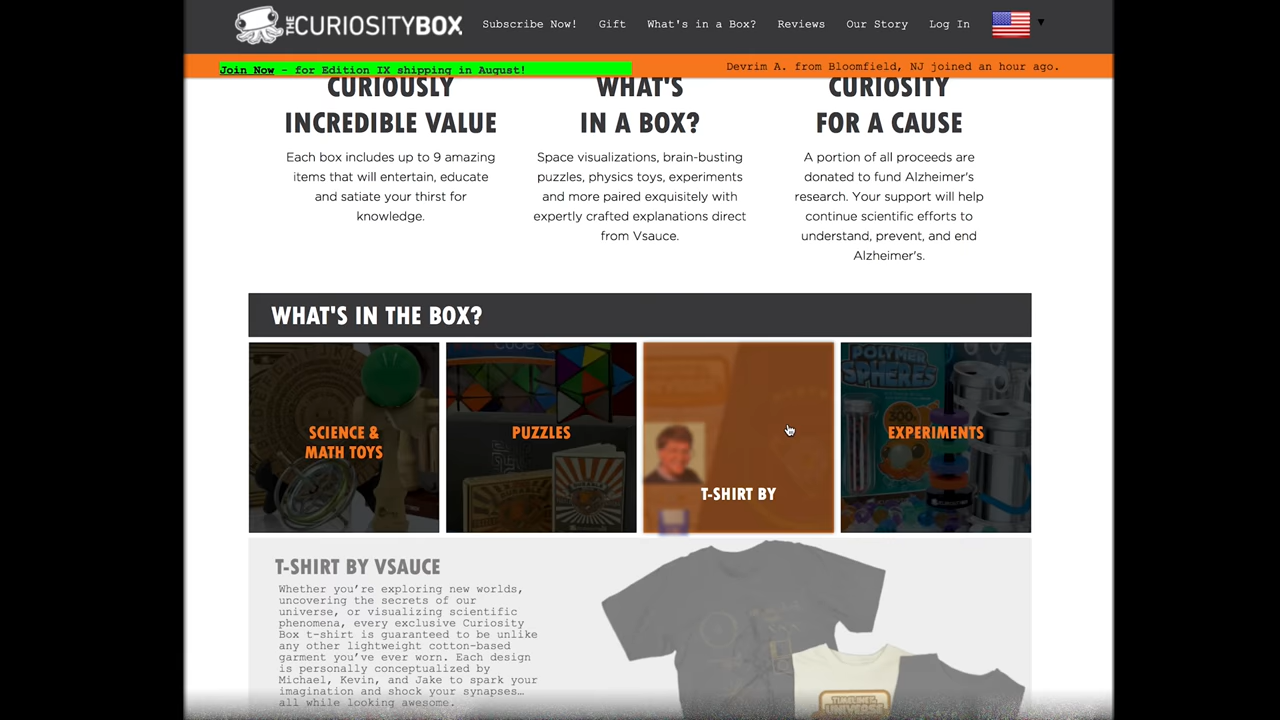 THE CURIOSITYBOX
Subscribe Now! Gift What's in a Box? Reviews Our Story Log In
Join Now - for Edition IX shipping in August!
Devrim A. from Bloomfield, NJ joined an hour ago.
CURIOUSLY
INCREDIBLE VALUE
Each box includes up to 9 amazing
items that will entertain, educate
and satiate your thirst for
knowledge.
WHAT'S
IN A BOX?
Space visualizations, brain-busting
puzzles, physics toys, experiments
and more paired exquisitely with
expertly crafted explanations direct
from Vsauce.
CURIOSITY
FOR A CAUSE
A portion of all proceeds are
donated to fund Alzheimer's
research. Your support will help
continue scientific efforts to
understand, prevent, and end
Alzheimer's.
WHAT'S IN THE BOX?
SCIENCE &
MATH TOYS
PUZZLES
T-SHIRT BY
POLYMER
SPHERES
300
EXPERIMENTS
T-SHIRT BY VSAUCE
Whether you're exploring new worlds,
uncovering the secrets of our
universe, or visualizing scientific
phenomena, every exclusive Curiosity
Box t-shirt is guaranteed to be unlike
any other lightweight cotton-based
garment you've ever worn. Each design
is personally conceptualized by
Michael, Kevin, and Jake to spark your
imagination and shock your synapses…
all while looking awesome.
UNIVERSE